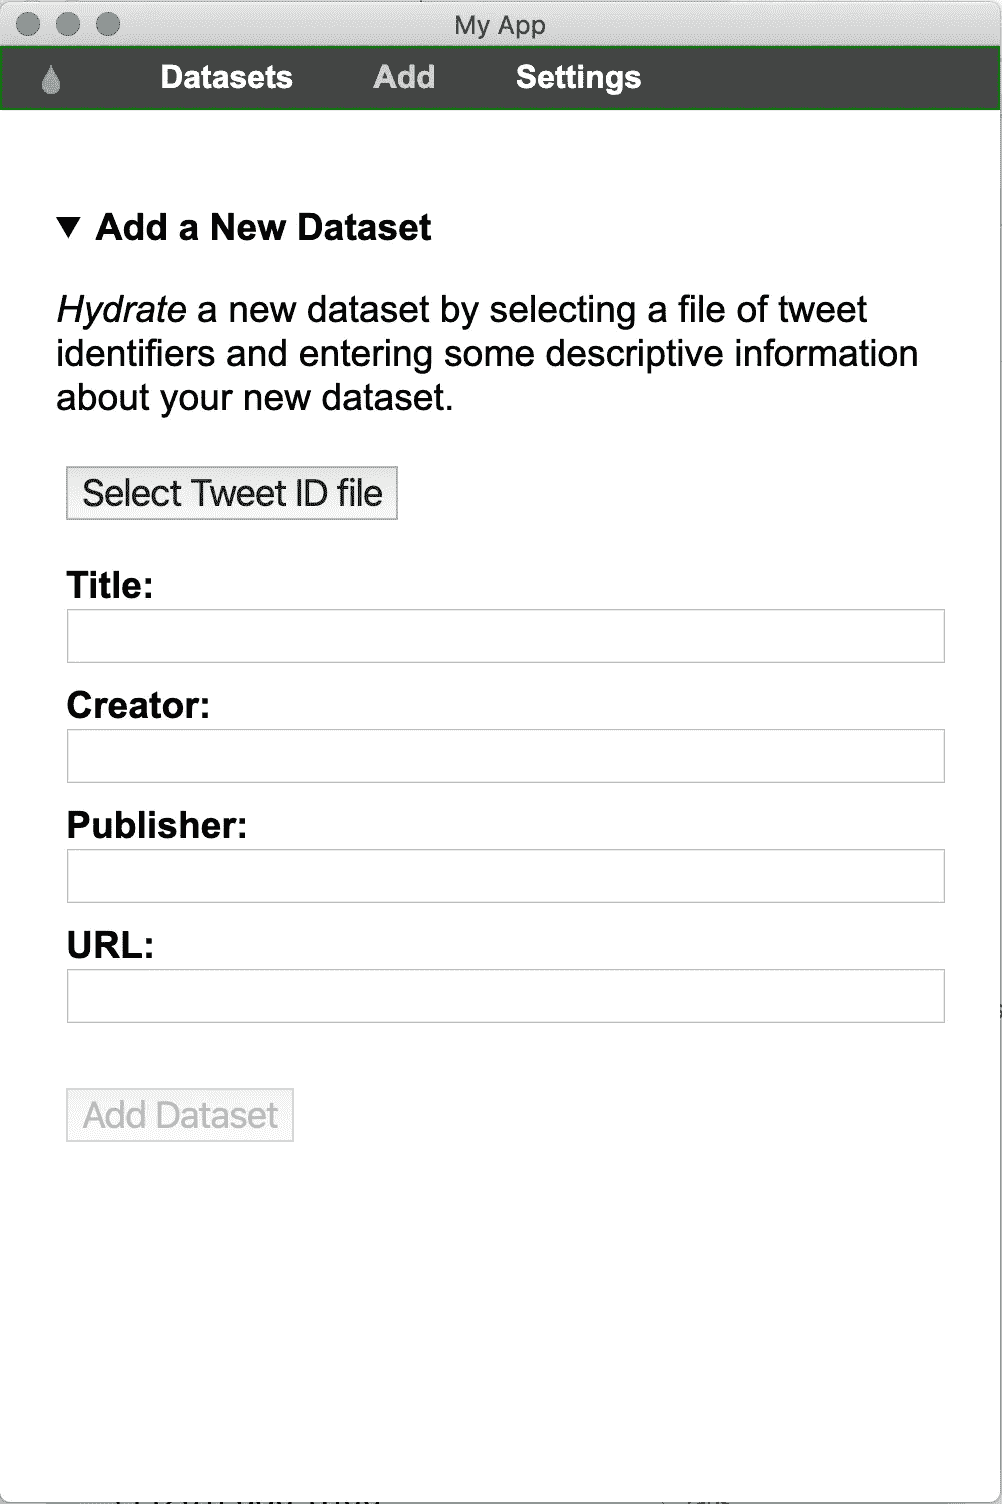 My App
Datasets Add Settings
▼ Add a New Dataset
Hydrate a new dataset by selecting a file of tweet
identifiers and entering some descriptive information
about your new dataset.
Select Tweet ID file
Title:
Creator:
Publisher:
URL:
Add Dataset